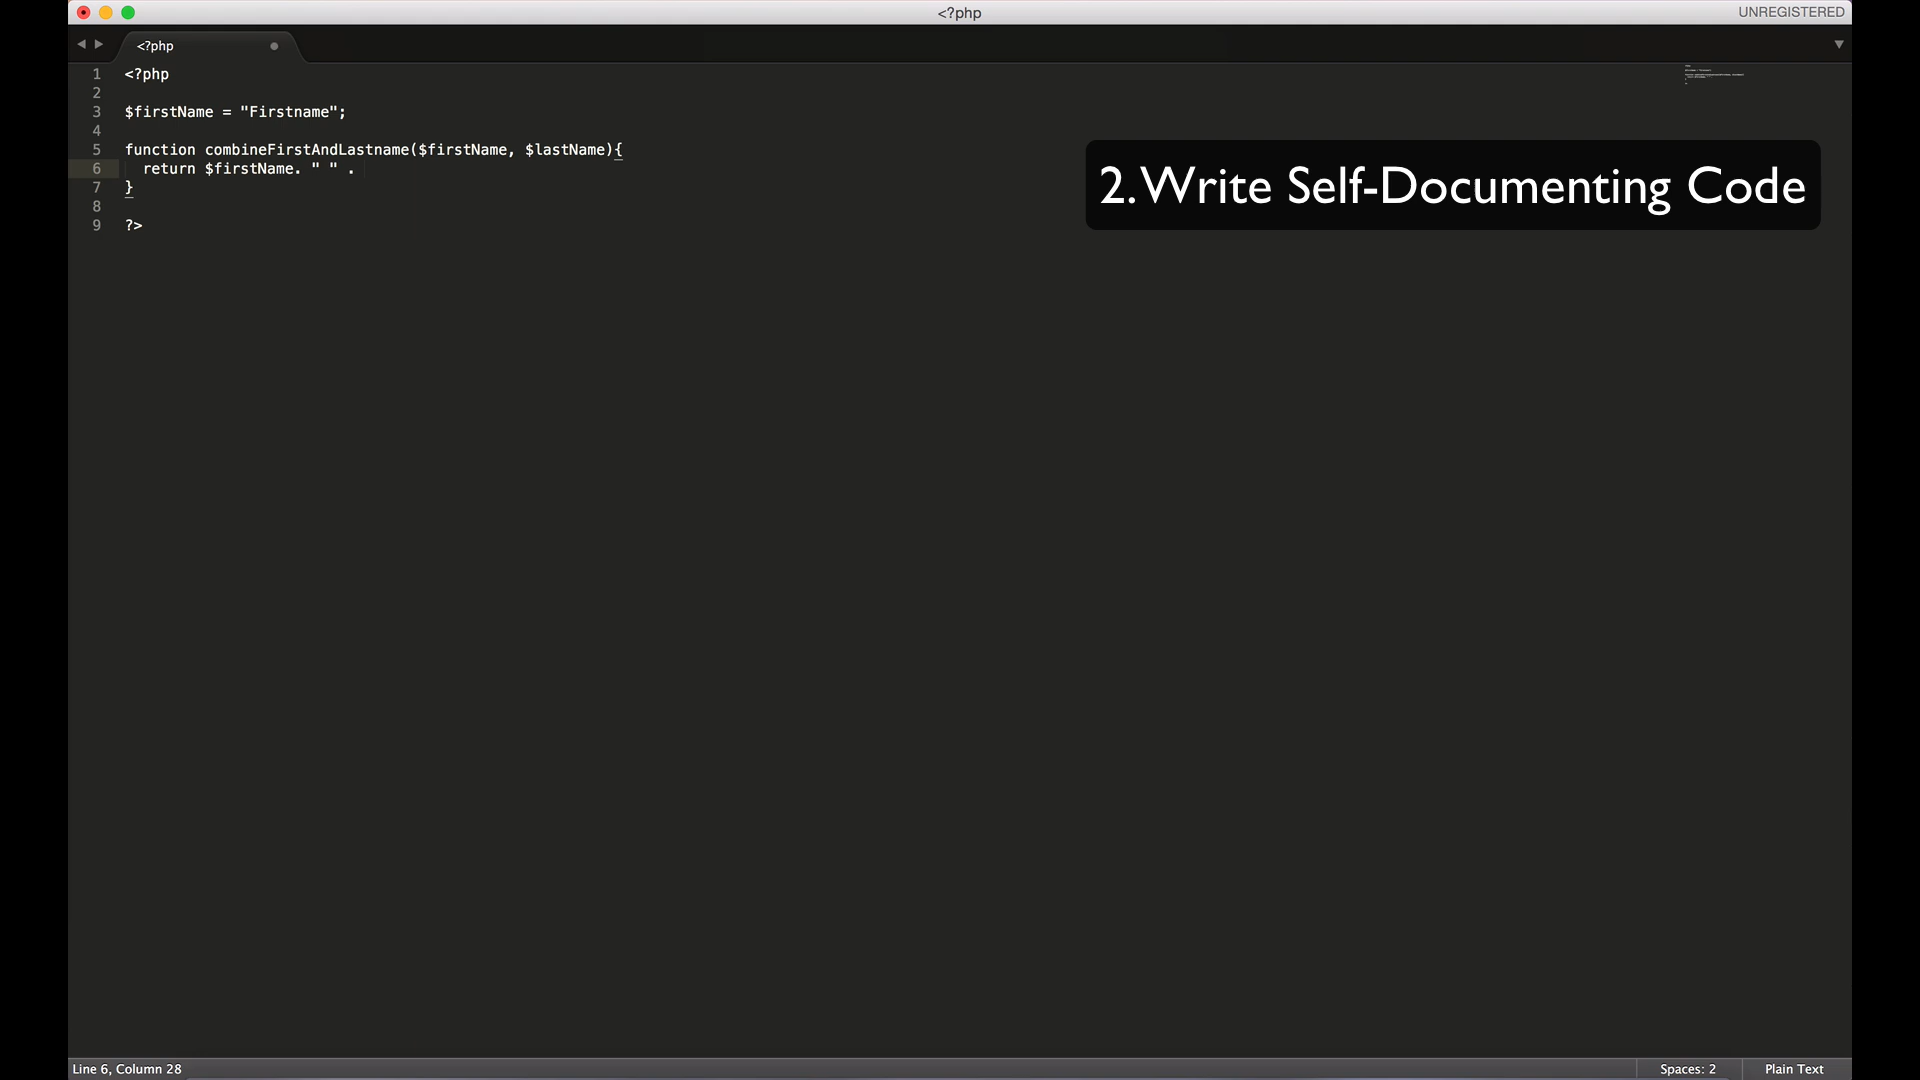 <?php
UNREGISTERED
<?php
1 <?php
2
3 $firstName = "Firstname";
4
5 function combineFirstAndLastname($firstName, $lastName){
6 return $firstName. " " .
7 }
8
9 ?>
2. Write Self-Documenting Code
Line 6, Column 28
Spaces: 2
Plain Text